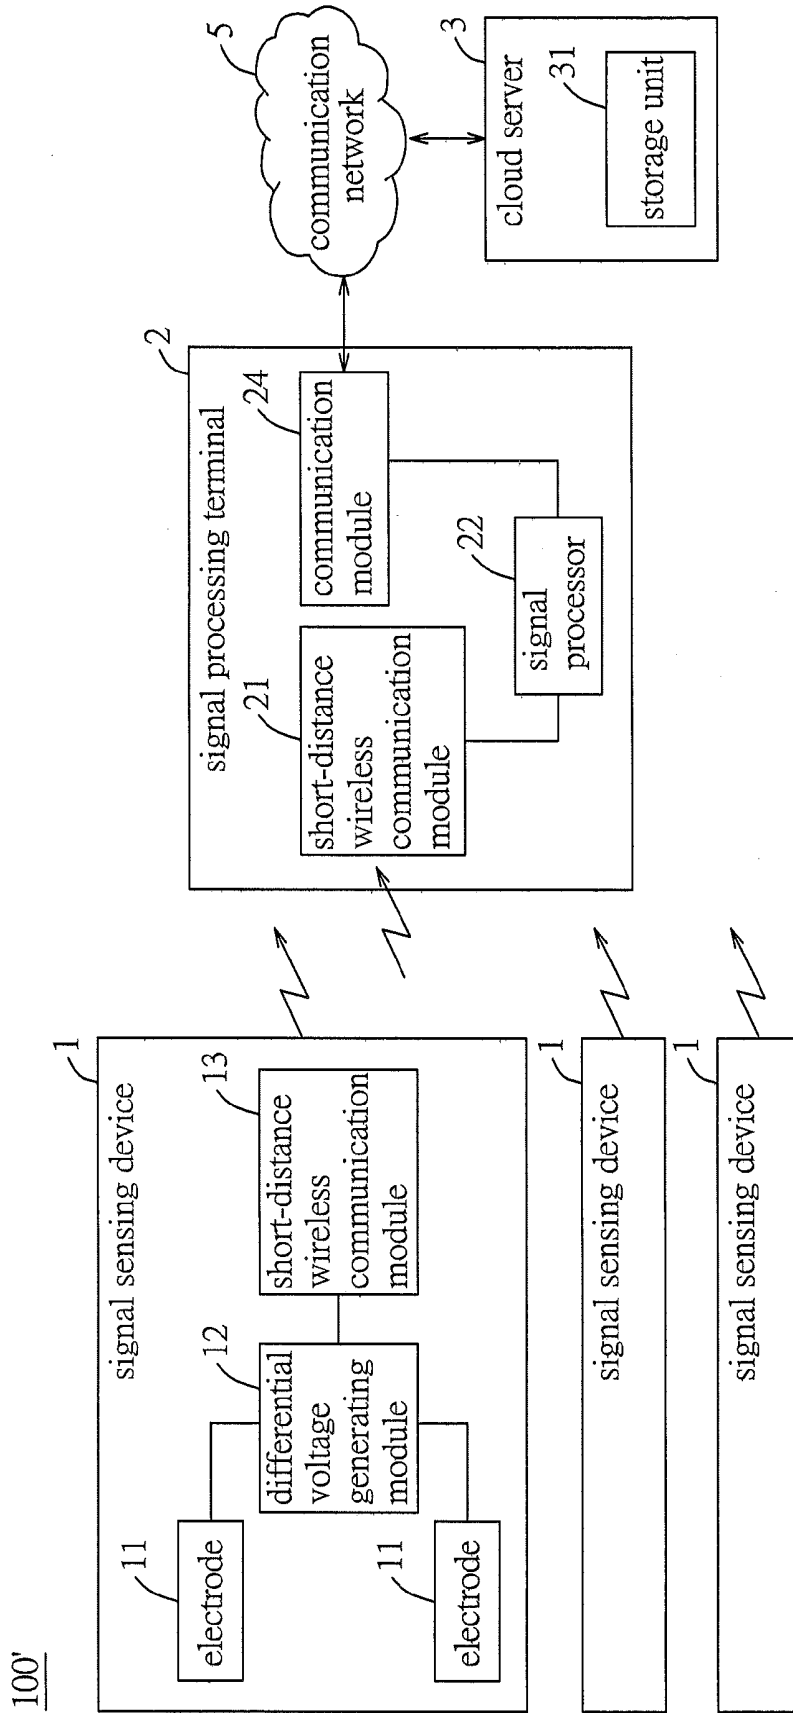 100'
signal sensing device
1
electrode
11
electrode
11
differential
voltage
generating
module
12
short-distance
wireless
communication
module
13
signal sensing device
1
signal sensing device
1
signal processing terminal
2
short-distance
wireless
communication
module
21
communication
module
24
signal
processor
22
communication
network
5
cloud server
3
storage unit
31